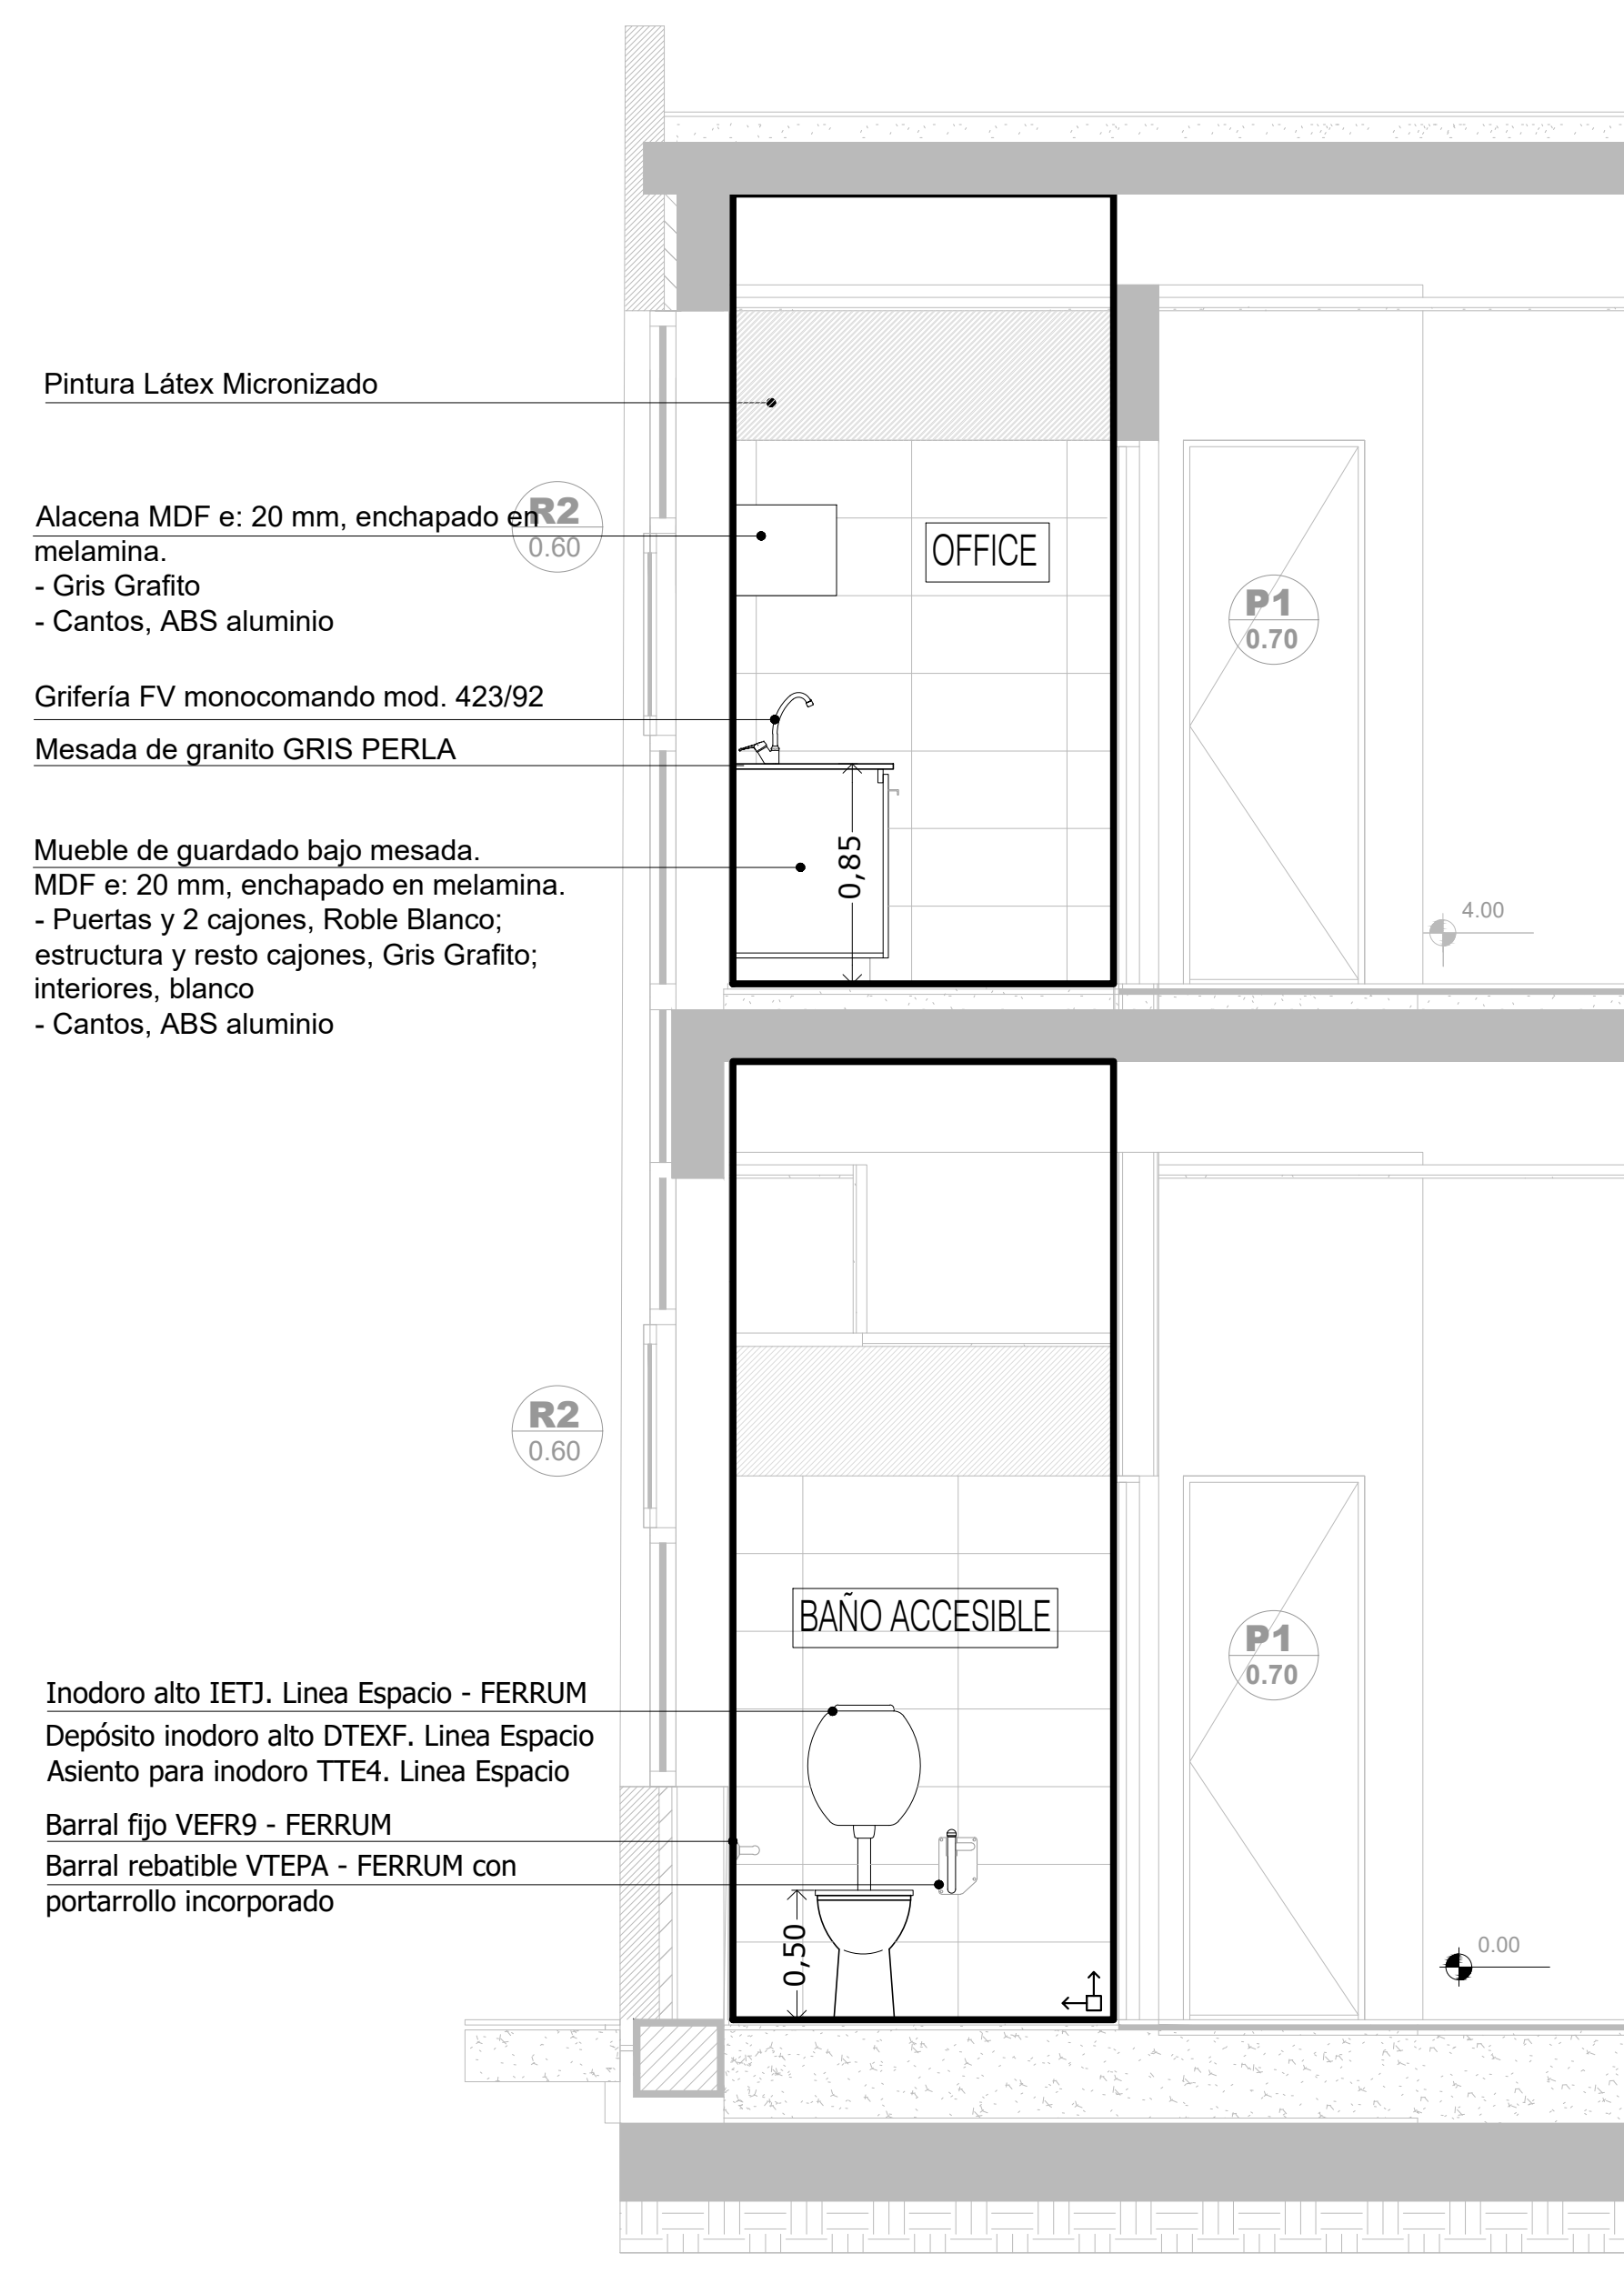 Pintura Látex Micronizado
Alacena MDF e: 20 mm, enchapado en
melamina.
- Gris Grafito
- Cantos, ABS aluminio
R2
0.60
OFFICE
P1
0.70
Grifería FV monocomando mod. 423/92
Mesada de granito GRIS PERLA
Mueble de guardado bajo mesada.
MDF e: 20 mm, enchapado en melamina.
- Puertas y 2 cajones, Roble Blanco;
estructura y resto cajones, Gris Grafito;
interiores, blanco
- Cantos, ABS aluminio
0,85
4.00
R2
0.60
BAÑO ACCESIBLE
P1
0.70
Inodoro alto IETJ. Linea Espacio - FERRUM
Depósito inodoro alto DTEXF. Linea Espacio
Asiento para inodoro TTE4. Linea Espacio
Barral fijo VEFR9 - FERRUM
Barral rebatible VTEPA - FERRUM con
portarrollo incorporado
0,50
0.00